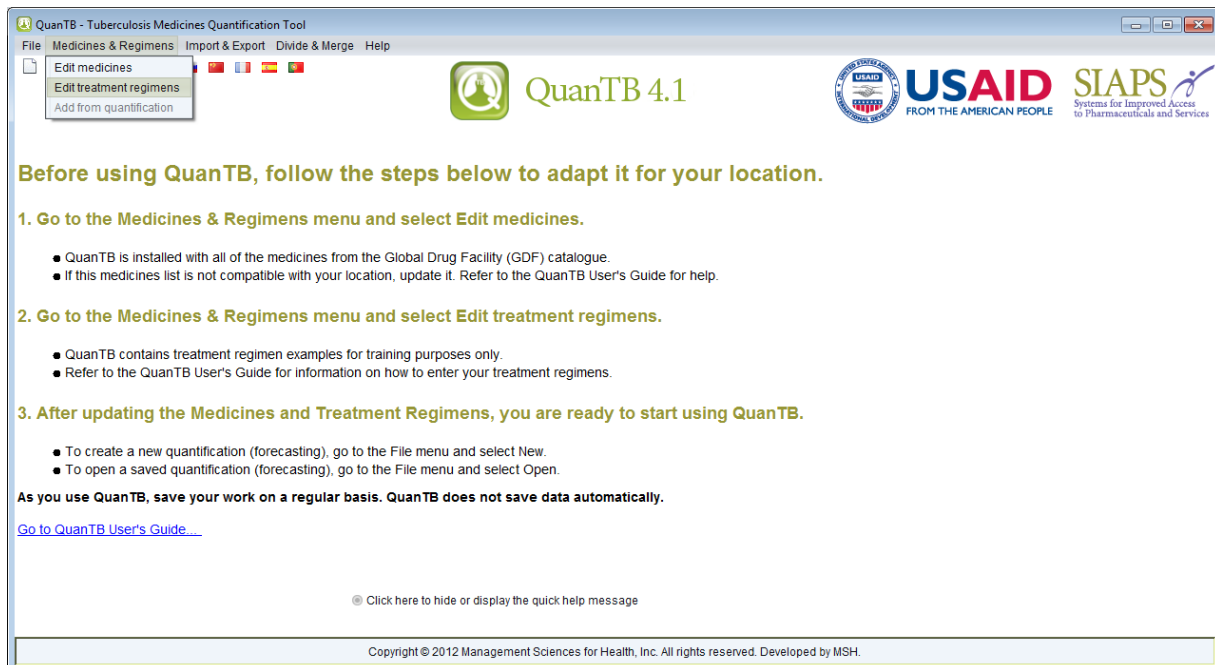 QuanTB - Tuberculosis Medicines Quantification Tool
File Medicines & Regimens Import & Export Divide & Merge Help
Edit medicines
Edit treatment regimens
Add from quantification
QuanTB 4.1
USAID
USAID
FROM THE AMERICAN PEOPLE
SIAPS
Systems for Improved Access
to Pharmaceuticals and Services
Before using QuanTB, follow the steps below to adapt it for your location.
1. Go to the Medicines & Regimens menu and select Edit medicines.
● QuanTB is installed with all of the medicines from the Global Drug Facility (GDF) catalogue.
● If this medicines list is not compatible with your location, update it. Refer to the QuanTB User's Guide for help.
2. Go to the Medicines & Regimens menu and select Edit treatment regimens.
● QuanTB contains treatment regimen examples for training purposes only.
● Refer to the QuanTB User's Guide for information on how to enter your treatment regimens.
3. After updating the Medicines and Treatment Regimens, you are ready to start using QuanTB.
● To create a new quantification (forecasting), go to the File menu and select New.
● To open a saved quantification (forecasting), go to the File menu and select Open.
As you use QuanTB, save your work on a regular basis. QuanTB does not save data automatically.
Go to QuanTB User's Guide...
Click here to hide or display the quick help message
Copyright © 2012 Management Sciences for Health, Inc. All rights reserved. Developed by MSH.